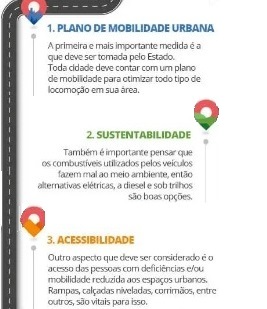 1. PLANO DE MOBILIDADE URBANA
A primeira e mais importante medida é a
que deve ser tomada pelo Estado.
Toda cidade deve contar com um plano
de mobilidade para otimizar todo tipo de
locomoção em sua área.
2. SUSTENTABILIDADE
Também é importante pensar que
os combustíveis utilizados pelos veículos
fazem mal ao meio ambiente, então
alternativas elétricas, a diesel e sob trilhos
são boas opções.
3. ACESSIBILIDADE
Outro aspecto que deve ser considerado é o
acesso das pessoas com deficiências e/ou
mobilidade reduzida aos espaços urbanos.
Rampas, calçadas niveladas, corrimãos, entre
outros, são vitais para isso.